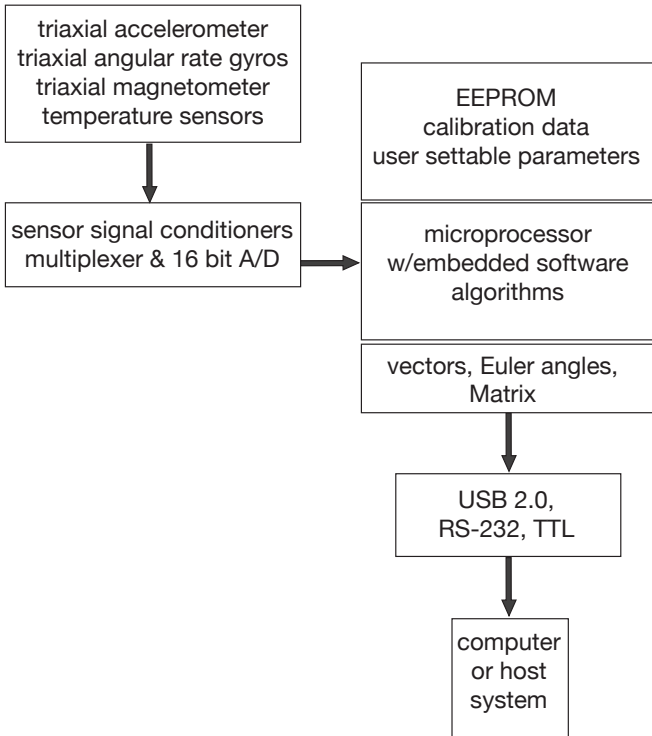 triaxial accelerometer
triaxial angular rate gyros
triaxial magnetometer
temperature sensors
sensor signal conditioners
multiplexer & 16 bit A/D
EEPROM
calibration data
user settable parameters
microprocessor
w/embedded software
algorithms
vectors, Euler angles,
Matrix
USB 2.0,
RS-232, TTL
computer
or host
system